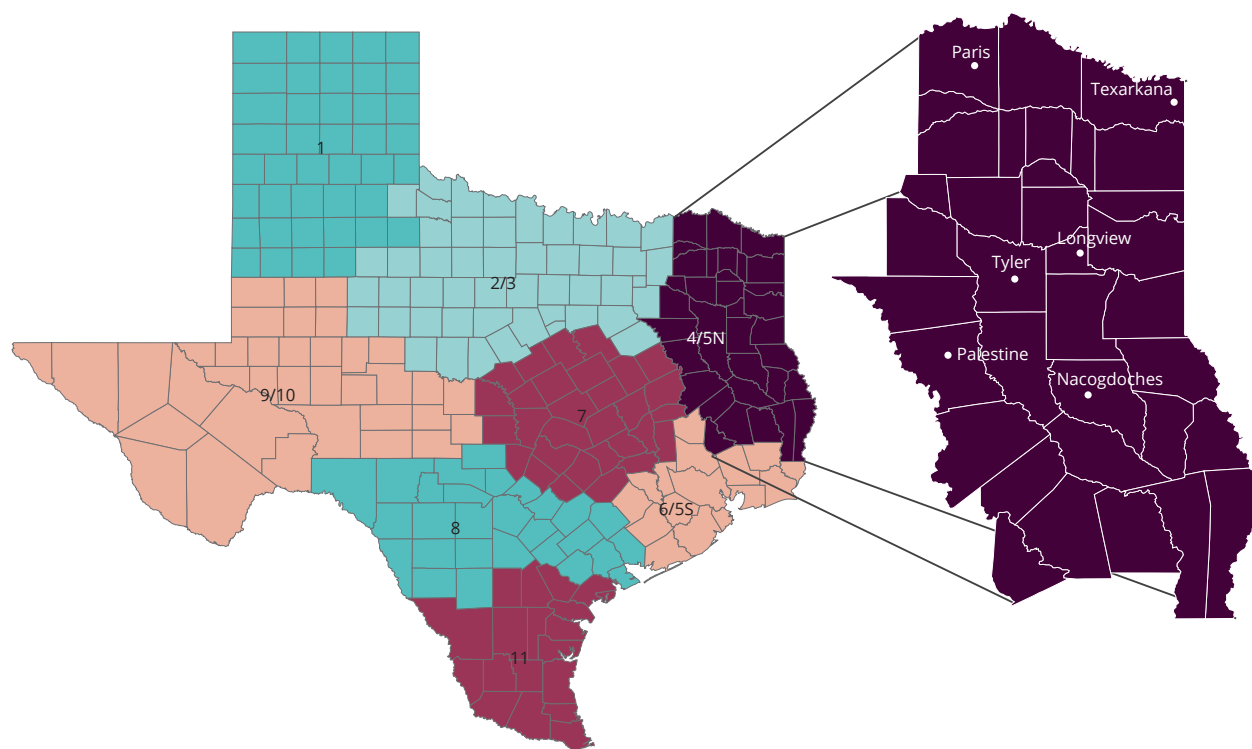 Paris
Texarkana
1
Longview
Tyler
2/3
4/5N
Palestine
Nacogdoches
9/10
7
6/5S
8
11